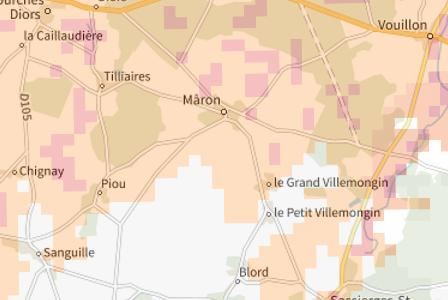 Diors
la Caillaudière
Vouillon
Tilliaires
Mâron
D105
Chignay
Piou
le Grand Villemongin
le Petit Villemongin
Sanguille
Blord